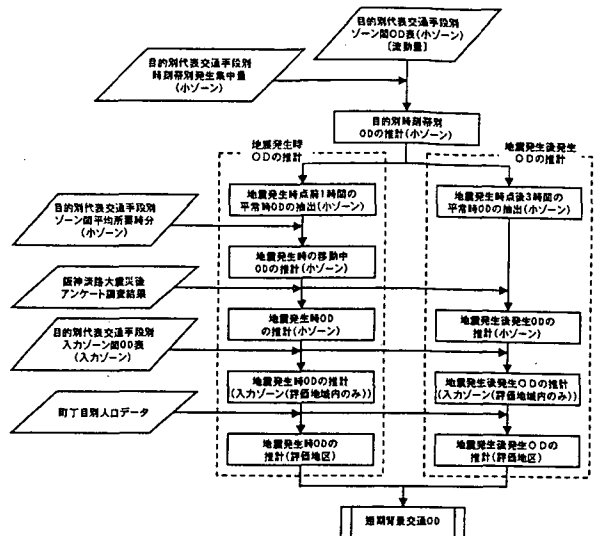 目的別代表交通手段別
ゾーン間OD表(小ゾーン)
[流動量]
目的別代表交通手段別
時刻帯別発生集中量
(小ゾーン)
目的別時刻帯別
ODの推計(小ゾーン)
地震発生時
ODの推計
地震発生後発生
ODの推計
地震発生時点前1時間の
平常時ODの抽出(小ゾーン)
地震発生時点後3時間の
平常時ODの抽出(小ゾーン)
目的別代表交通手段別
ゾーン間平均所要時分
(小ゾーン)
地震発生時の移動中
ODの推計(小ゾーン)
阪神淡路大震災後
アンケート調査結果
地震発生時OD
の推計(小ゾーン)
地震発生後発生ODの
推計(小ゾーン)
目的別代表交通手段別
入力ゾーン間OD表
(入力ゾーン)
地震発生時ODの推計
(入力ゾーン(評価地域内のみ))
地震発生後発生ODの推計
(入力ゾーン(評価地域内のみ))
町丁目別人口データ
地震発生時ODの
推計(評価地区)
地震発生後発生ODの
推計(評価地区)
初期背景交通OD